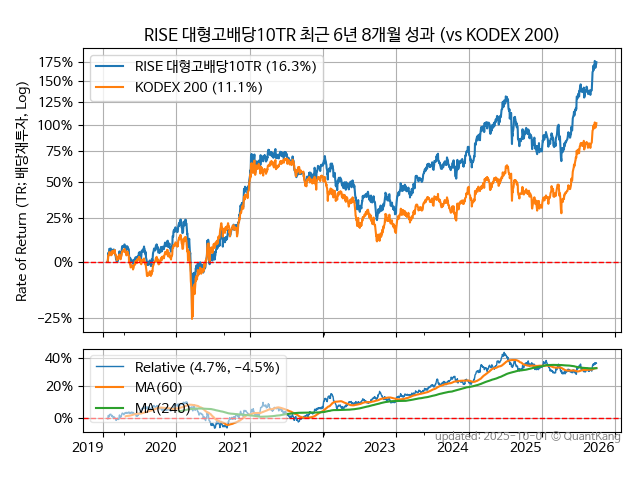 RISE 대형고배당10TR 최근 6년 8개월 성과 (vs KODEX 200)
Rate of Return (TR: 배당재투자, Log)
175%
150%
125%
100%
75%
50%
25%
0%
−25%
RISE 대형고배당10TR (16.3%)
KODEX 200 (11.1%)
40%
20%
0%
Relative (4.7%, −4.5%)
MA(60)
MA(240)
2019 2020 2021 2022 2023 2024 2025 2026
updated: 2025-10-01 © QuantKang